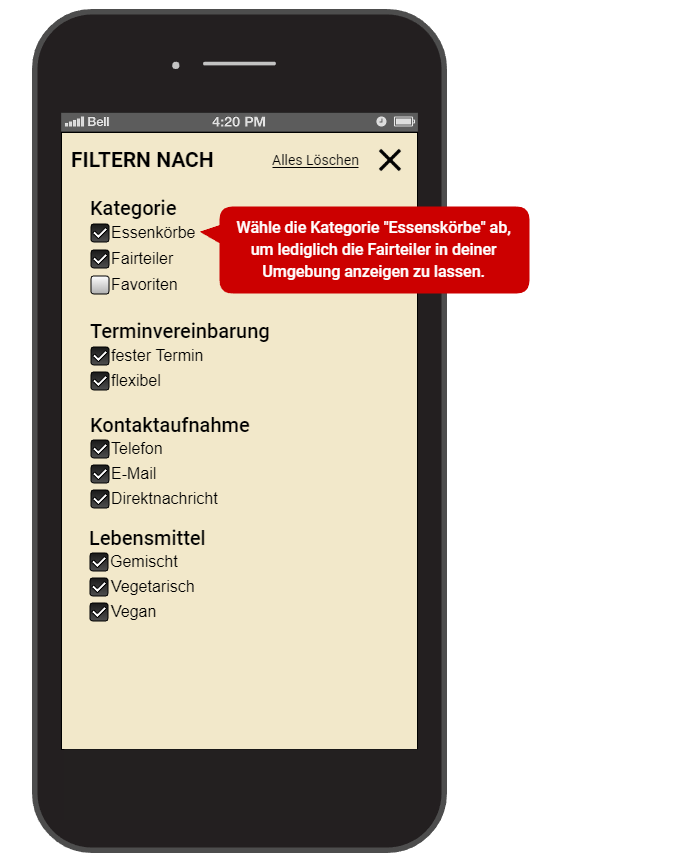 Bell 4:20 PM
FILTERN NACH Alles Löschen
Kategorie
Essenkörbe
Fairteiler
Favoriten
Wähle die Kategorie "Essenskörbe" ab,
um lediglich die Fairteiler in deiner
Umgebung anzeigen zu lassen.
Terminvereinbarung
fester Termin
flexibel
Kontaktaufnahme
Telefon
E-Mail
Direktnachricht
Lebensmittel
Gemischt
Vegetarisch
Vegan